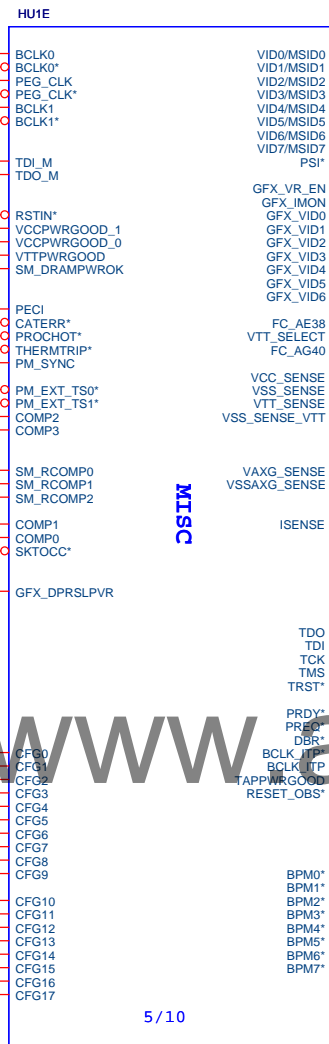 HU1E
BCLK0
BCLK0*
PEG_CLK
PEG_CLK*
BCLK1
BCLK1*
TDI_M
TDO_M
RSTIN*
VCCPWRGOOD_1
VCCPWRGOOD_0
VTTPWRGOOD
SM_DRAMPWROK
PECI
CATERR*
PROCHOT*
THERMTRIP*
PM_SYNC
PM_EXT_TS0*
PM_EXT_TS1*
COMP2
COMP3
SM_RCOMP0
SM_RCOMP1
SM_RCOMP2
COMP1
COMP0
SKTOCC*
GFX_DPRSLPVR
CFG0
CFG1
CFG2
CFG3
CFG4
CFG5
CFG6
CFG7
CFG8
CFG9
CFG10
CFG11
CFG12
CFG13
CFG14
CFG15
CFG16
CFG17
MISC
VID0/MSID0
VID1/MSID1
VID2/MSID2
VID3/MSID3
VID4/MSID4
VID5/MSID5
VID6/MSID6
VID7/MSID7
PSI*
GFX_VR_EN
GFX_IMON
GFX_VID0
GFX_VID1
GFX_VID2
GFX_VID3
GFX_VID4
GFX_VID5
GFX_VID6
FC_AE38
VTT_SELECT
FC_AG40
VCC_SENSE
VSS_SENSE
VTT_SENSE
VSS_SENSE_VTT
VAXG_SENSE
VSSAXG_SENSE
ISENSE
TDO
TDI
TCK
TMS
TRST*
PRDY*
PREQ*
DBR*
BCLK_ITP*
BCLK_ITP
TAPPWRGOOD
RESET_OBS*
BPM0*
BPM1*
BPM2*
BPM3*
BPM4*
BPM5*
BPM6*
BPM7*
www.a
5/10